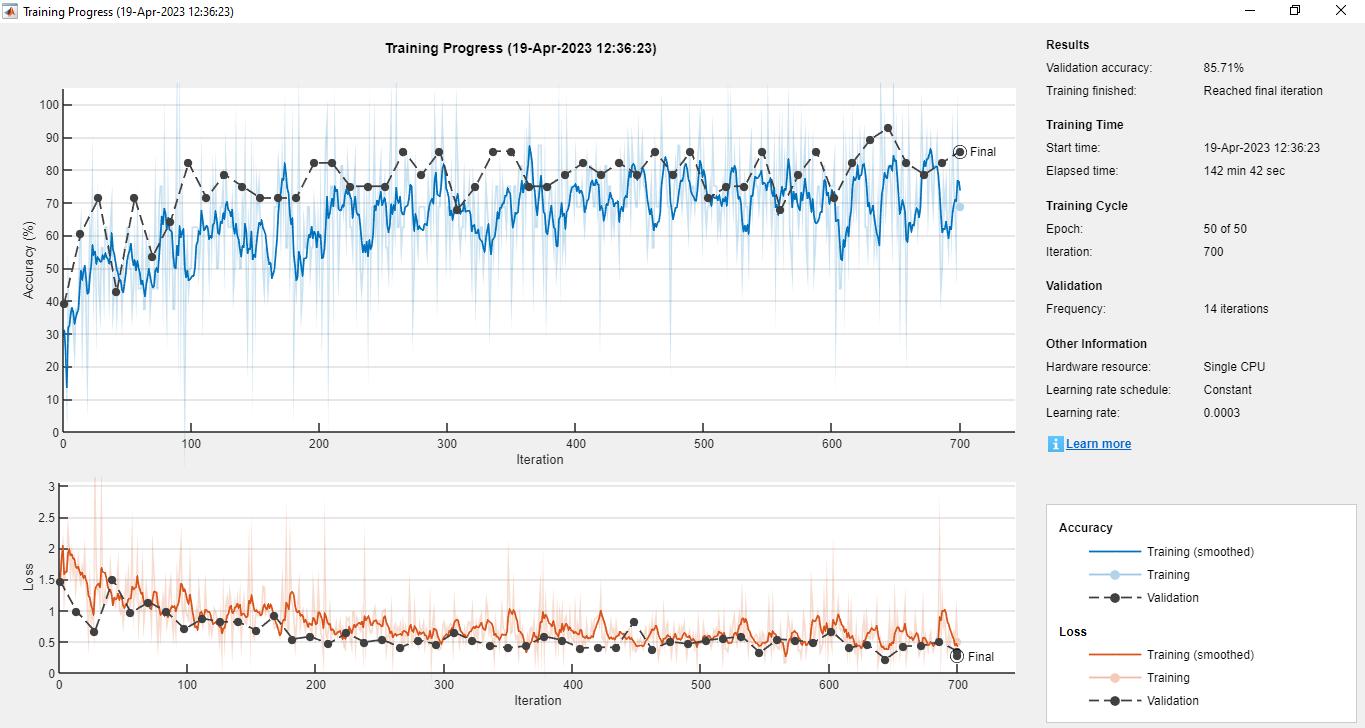 Training Progress (19-Apr-2023 12:36:23)
Training Progress (19-Apr-2023 12:36:23)
Accuracy (%)
100
90
80
70
60
50
40
30
20
10
0
0 100 200 300 400 500 600 700
Iteration
Final
Loss
3
2.5
2
1.5
1
0.5
0
0 100 200 300 400 500 600 700
Iteration
Final
Results
Validation accuracy: 85.71%
Training finished: Reached final iteration
Training Time
Start time: 19-Apr-2023 12:36:23
Elapsed time: 142 min 42 sec
Training Cycle
Epoch: 50 of 50
Iteration: 700
Validation
Frequency: 14 iterations
Other Information
Hardware resource: Single CPU
Learning rate schedule: Constant
Learning rate: 0.0003
i Learn more
Accuracy
Training (smoothed)
Training
Validation
Loss
Training (smoothed)
Training
Validation